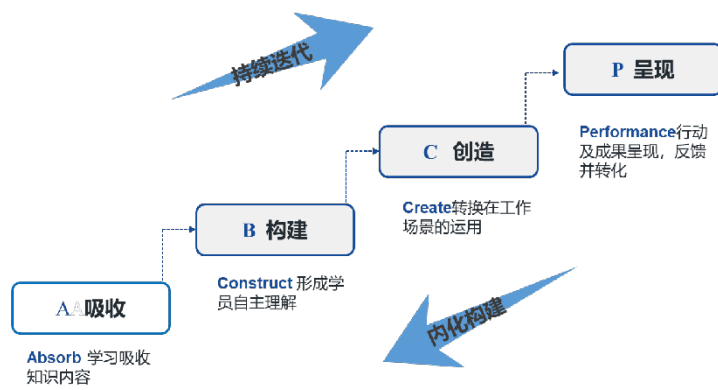 持续迭代
P 呈现
Performance行动
及成果呈现，反馈
并转化
C 创造
Create转换在工作
场景的运用
B 构建
Construct 形成学
员自主理解
内化构建
AA吸收
Absorb 学习吸收
知识内容